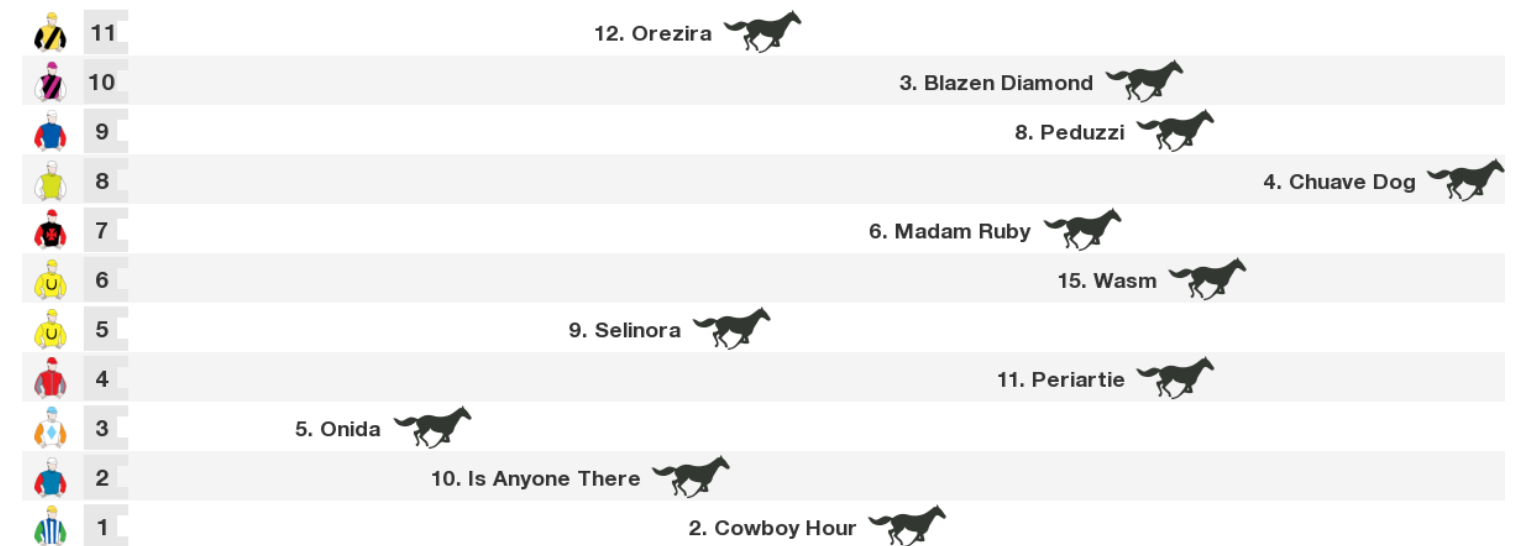 11 12. Orezira
10 3. Blazen Diamond
9 8. Peduzzi
8 4. Chuave Dog
7 6. Madam Ruby
6 15. Wasm
5 9. Selinora
4 11. Periartie
3 5. Onida
2 10. Is Anyone There
1 2. Cowboy Hour